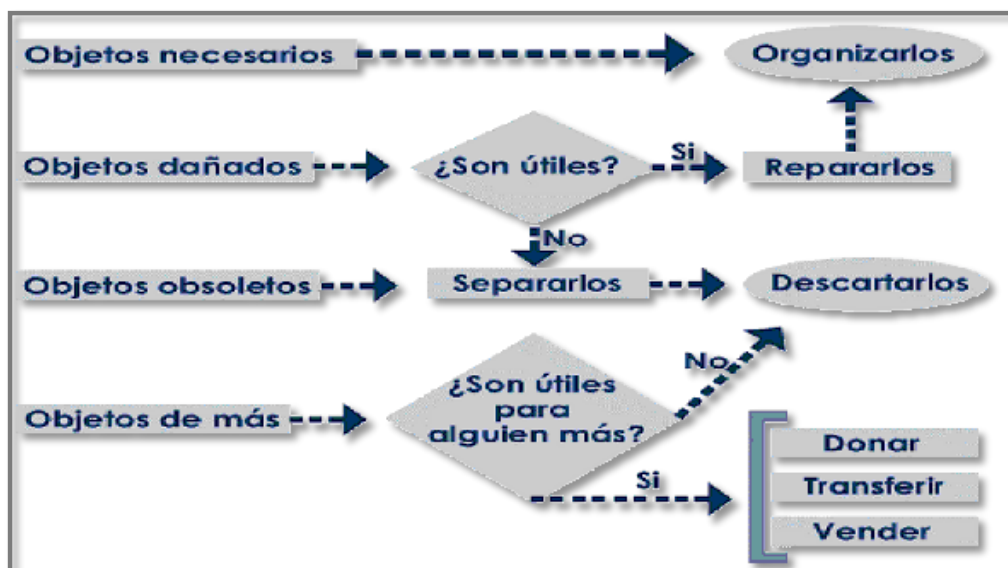 Objetos necesarios
Organizarlos
Objetos dañados
¿Son útiles?
Si
Repararlos
No
Objetos obsoletos
Separarlos
Descartarlos
Objetos de más
¿Son útiles
para
alguien más?
No
Si
Donar
Transferir
Vender